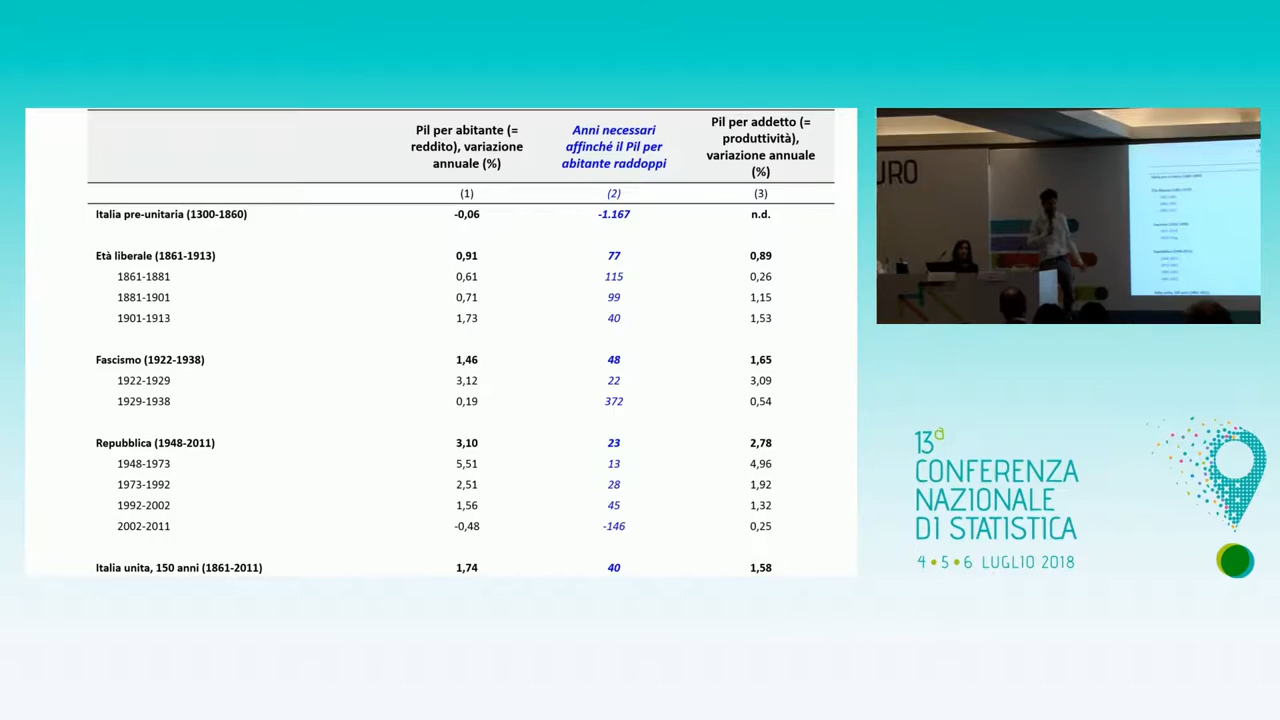 Pil per abitante (=
reddito), variazione
annuale (%)
Anni necessari
affinché il Pil per
abitante raddoppi
Pil per addetto (=
produttività),
variazione annuale
(%)
(1) (2) (3)
Italia pre-unitaria (1300-1860) -0,06 -1.167 n.d.
Età liberale (1861-1913) 0,91 77 0,89
1861-1881 0,61 115 0,26
1881-1901 0,71 99 1,15
1901-1913 1,73 40 1,53
Fascismo (1922-1938) 1,46 48 1,65
1922-1929 3,12 22 3,09
1929-1938 0,19 372 0,54
Repubblica (1948-2011) 3,10 23 2,78
1948-1973 5,51 13 4,96
1973-1992 2,51 28 1,92
1992-2002 1,56 45 1,32
2002-2011 -0,48 -146 0,25
Italia unita, 150 anni (1861-2011) 1,74 40 1,58
URO
13a
CONFERENZA
NAZIONALE
DI STATISTICA
4 • 5 • 6 LUGLIO 2018